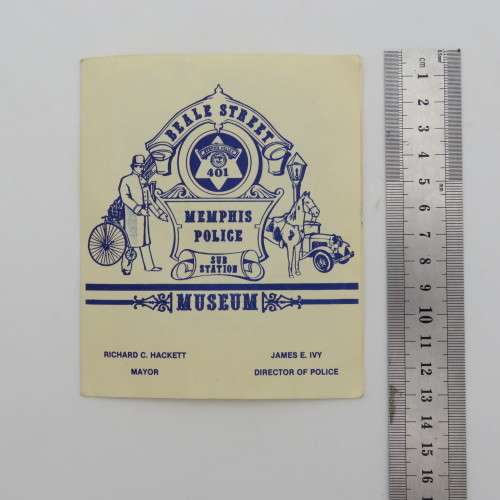 BEALE STREET
401
MEMPHIS
POLICE
SUB
STATION
MUSEUM
RICHARD C. HACKETT
MAYOR
JAMES E. IVY
DIRECTOR OF POLICE
cm
1
2
3
4
5
6
7
8
9
10
11
12
13
14
15
16